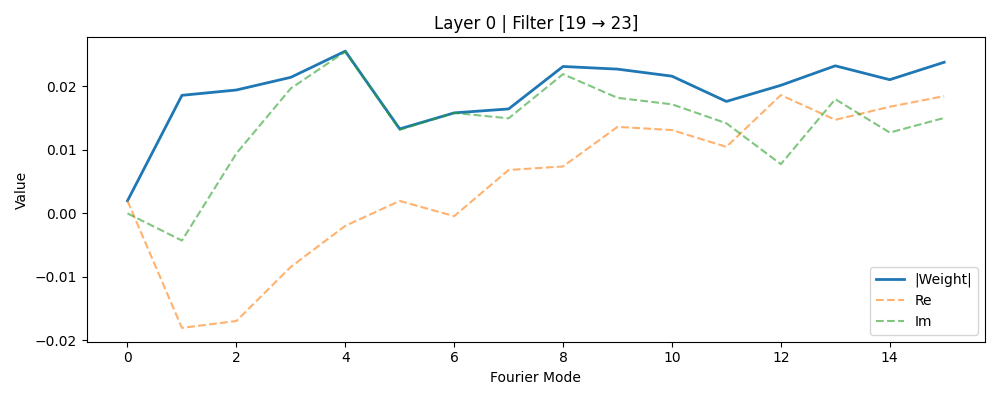 Layer 0 | Filter [19 → 23]
Value
0.02
0.01
0.00
−0.01
−0.02
|Weight|
Re
Im
0 2 4 6 8 10 12 14
Fourier Mode